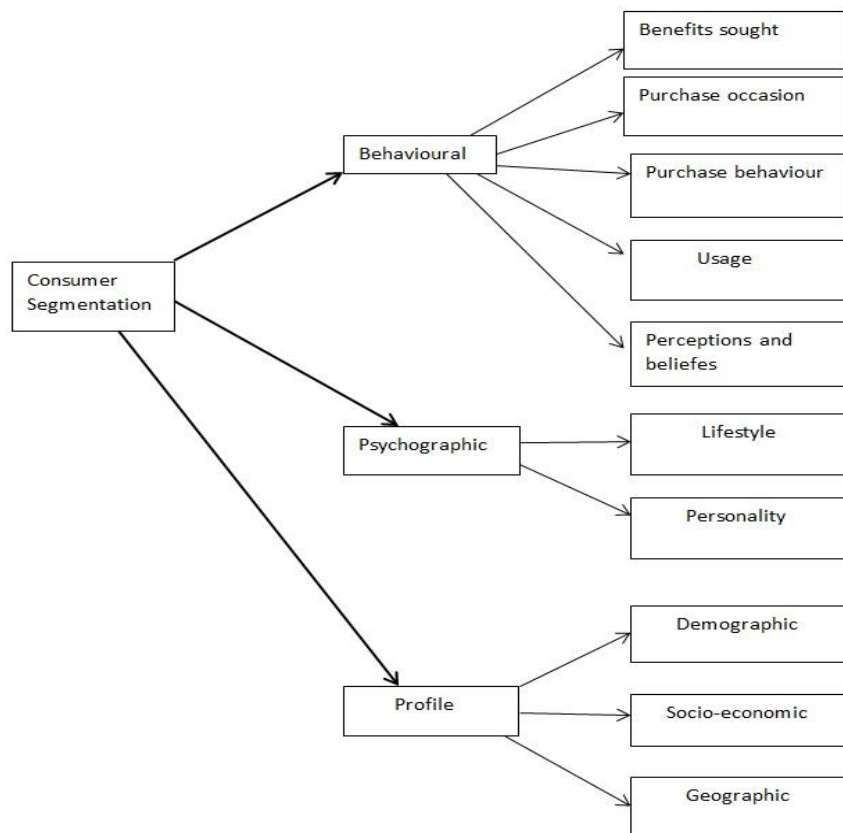 Consumer
Segmentation
Behavioural
Benefits sought
Purchase occasion
Purchase behaviour
Usage
Perceptions and
beliefes
Psychographic
Lifestyle
Personality
Profile
Demographic
Socio-economic
Geographic